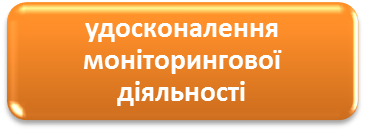 удосконалення
моніторингової
діяльності